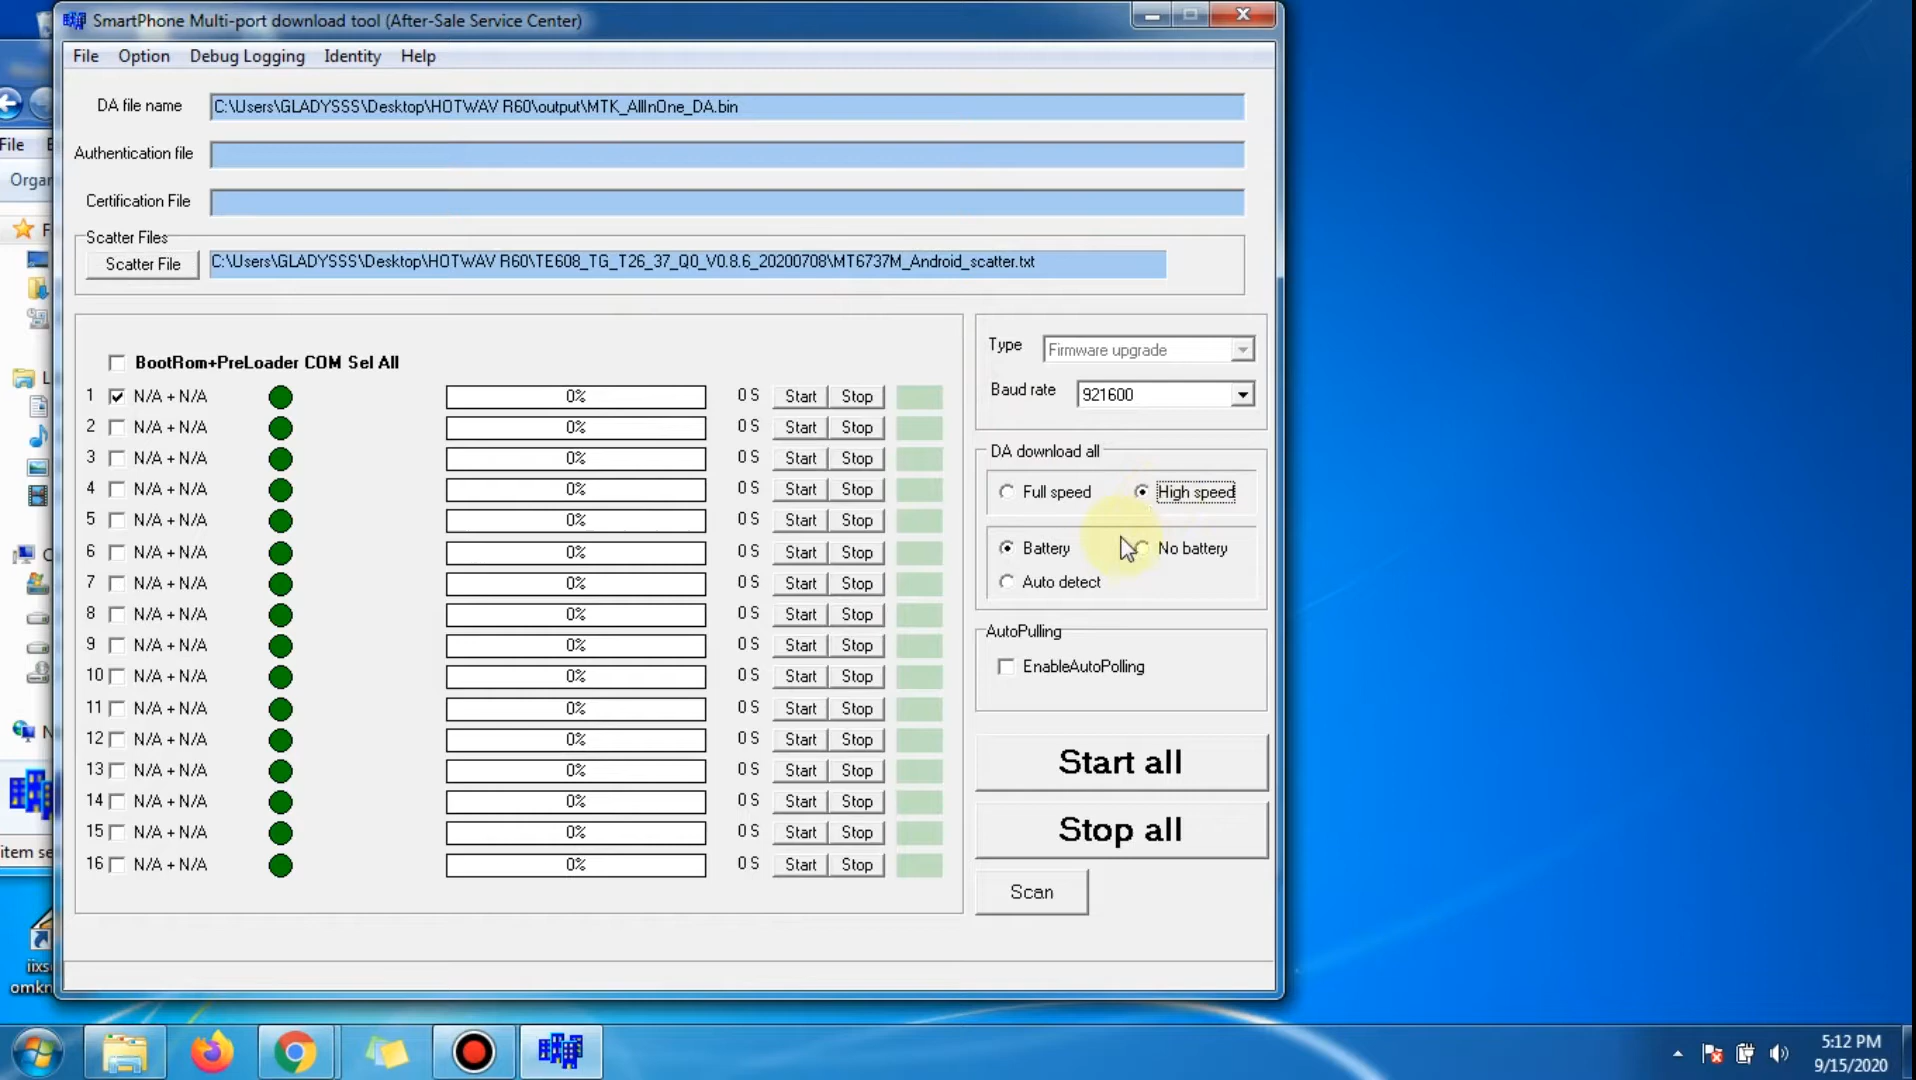 SmartPhone Multi-port download tool (After-Sale Service Center)
File Option Debug Logging Identity Help
DA file name C:\Users\GLADYSSS\Desktop\HOTWAV R60\output\MTK_AllInOne_DA.bin
Authentication file
Certification File
Scatter Files
Scatter File C:\Users\GLADYSSS\Desktop\HOTWAV R60\TE608_TG_T26_37_Q0_V0.8.6_20200708\MT6737M_Android_scatter.txt
BootRom+PreLoader COM Sel All
1 N/A + N/A 0% 0 S Start Stop
2 N/A + N/A 0% 0 S Start Stop
3 N/A + N/A 0% 0 S Start Stop
4 N/A + N/A 0% 0 S Start Stop
5 N/A + N/A 0% 0 S Start Stop
6 N/A + N/A 0% 0 S Start Stop
7 N/A + N/A 0% 0 S Start Stop
8 N/A + N/A 0% 0 S Start Stop
9 N/A + N/A 0% 0 S Start Stop
10 N/A + N/A 0% 0 S Start Stop
11 N/A + N/A 0% 0 S Start Stop
12 N/A + N/A 0% 0 S Start Stop
13 N/A + N/A 0% 0 S Start Stop
14 N/A + N/A 0% 0 S Start Stop
15 N/A + N/A 0% 0 S Start Stop
16 N/A + N/A 0% 0 S Start Stop
Type Firmware upgrade
Baud rate 921600
DA download all
Full speed High speed
Battery No battery
Auto detect
AutoPulling
EnableAutoPolling
Start all
Stop all
Scan
File
Organ
item se
iixs
omkn
5:12 PM
9/15/2020